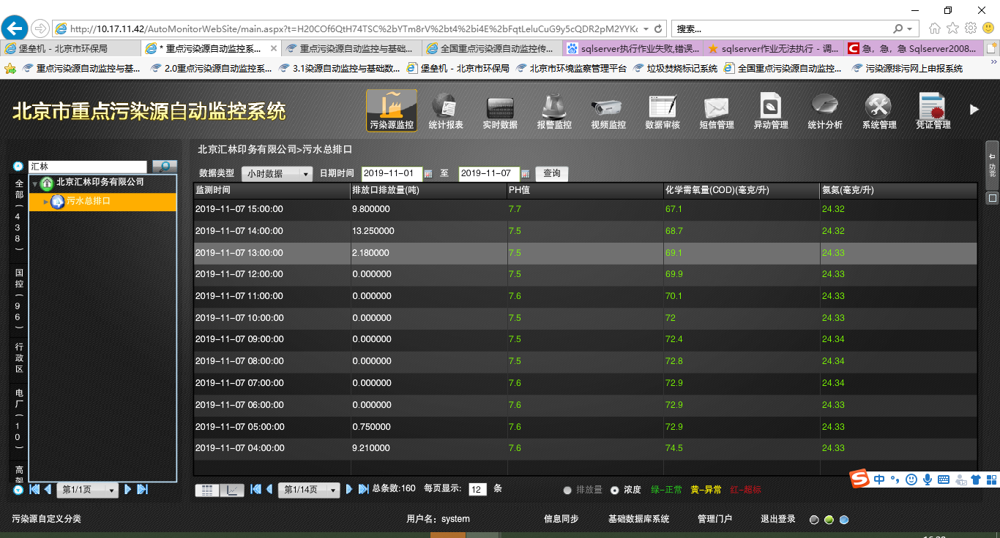 http://10.17.11.42/AutoMonitorWebSite/main.aspx?t=H20COf6QtH74TSC%2bYTm8rV%2bt4%2bi4E%2bFqtLeluCuG9y5cQDR2pM2YYKc
搜索...
堡垒机 - 北京市环保局
* 重点污染源自动监控系...
重点污染源自动监控与基础...
全国重点污染源自动监控传...
sqlserver执行作业失败,错误...
sqlserver作业无法执行 - 调...
急，急，急 Sqlserver2008...
重点污染源自动监控与基...
2.0重点污染源自动监控系...
3.1染源自动监控与基础数...
堡垒机 - 北京市环保局
北京市环境监察管理平台
垃圾焚烧标记系统
全国重点污染源自动监控...
污染源排污网上申报系统
北京市重点污染源自动监控系统
污染源监控 统计报表 实时数据 报警监控 视频监控 数据审核 短信管理 异动管理 统计分析 系统管理 凭证管理
汇林
北京汇林印务有限公司
污水总排口
全部(438)
国控(96)
行政区
电厂(10)
高架
第1/1页
北京汇林印务有限公司>污水总排口
数据类型 小时数据 日期时间 2019-11-01 至 2019-11-07 查询
功能
监测时间 排放口排放量(吨) PH值 化学需氧量(COD)(毫克/升) 氨氮(毫克/升)
2019-11-07 15:00:00 9.800000 7.7 67.1 24.32
2019-11-07 14:00:00 13.250000 7.5 68.7 24.32
2019-11-07 13:00:00 2.180000 7.5 69.1 24.33
2019-11-07 12:00:00 0.000000 7.5 69.9 24.33
2019-11-07 11:00:00 0.000000 7.6 70.1 24.33
2019-11-07 10:00:00 0.000000 7.5 72 24.33
2019-11-07 09:00:00 0.000000 7.5 72.4 24.34
2019-11-07 08:00:00 0.000000 7.5 72.8 24.34
2019-11-07 07:00:00 0.000000 7.6 72.9 24.34
2019-11-07 06:00:00 0.000000 7.6 72.9 24.33
2019-11-07 05:00:00 0.750000 7.6 72.9 24.33
2019-11-07 04:00:00 9.210000 7.6 74.5 24.33
第1/14页 总条数:160 每页显示: 12 条
排放量 浓度 绿-正常 黄-异常 红-超标
中
污染源自定义分类 用户名：system 信息同步 基础数据库系统 管理门户 退出登录